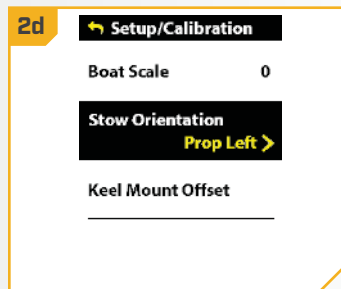 2d
Setup/Calibration
Boat Scale 0
Stow Orientation
Prop Left >
Keel Mount Offset